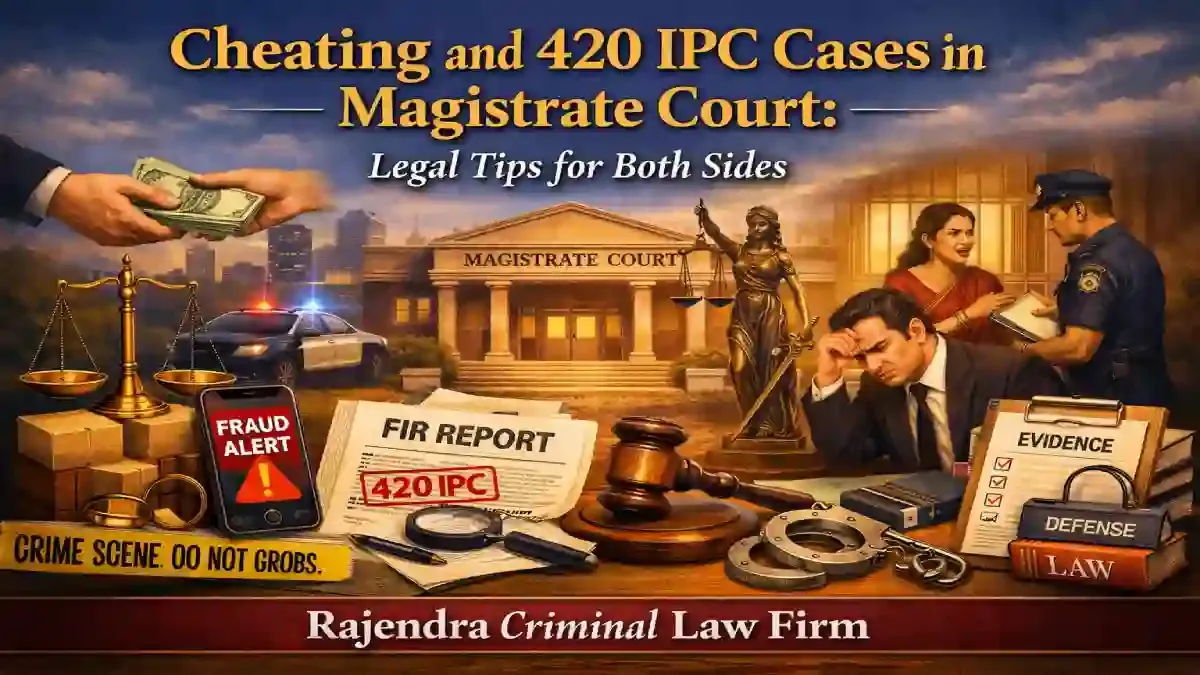 Cheating and 420 IPC Cases in
Magistrate Court:
Legal Tips for Both Sides
MAGISTRATE COURT
FRAUD
ALERT
FIR REPORT
420 IPC
EVIDENCE
DEFENSE
LAW
CRIME SCENE. DO NOT GROBS.
Rajendra Criminal Law Firm